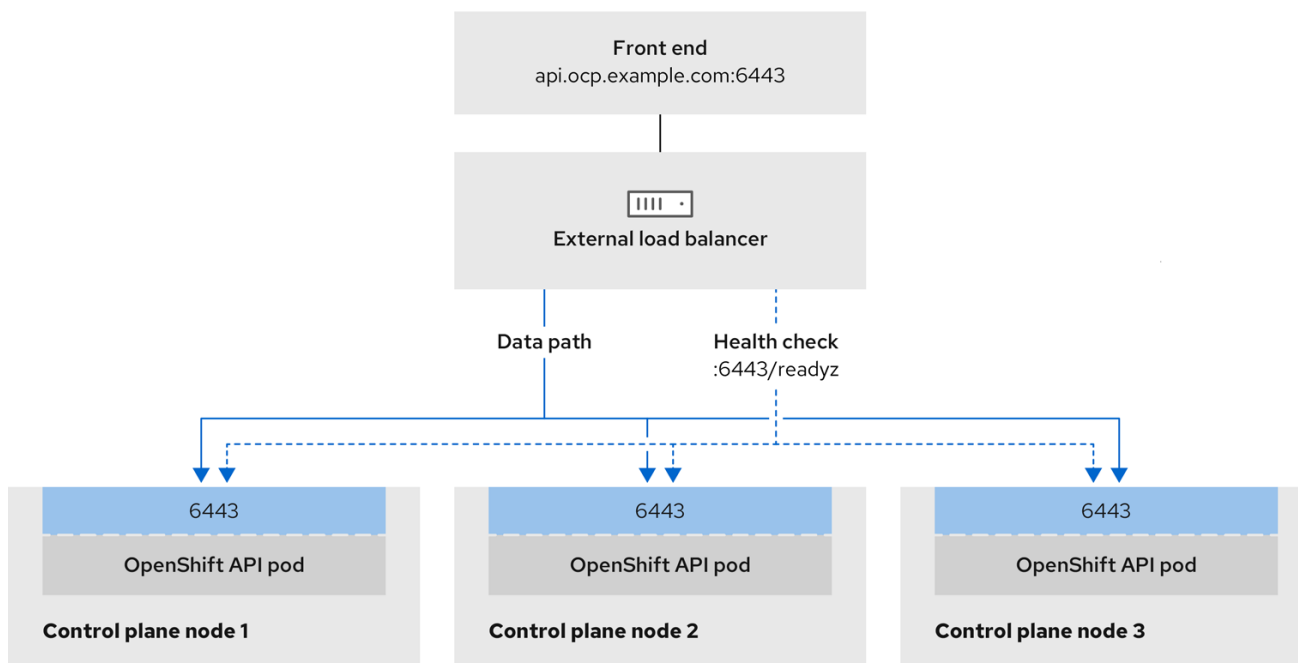 Front end
api.ocp.example.com:6443
External load balancer
Data path
Health check
:6443/readyz
6443
6443
6443
OpenShift API pod
OpenShift API pod
OpenShift API pod
Control plane node 1
Control plane node 2
Control plane node 3